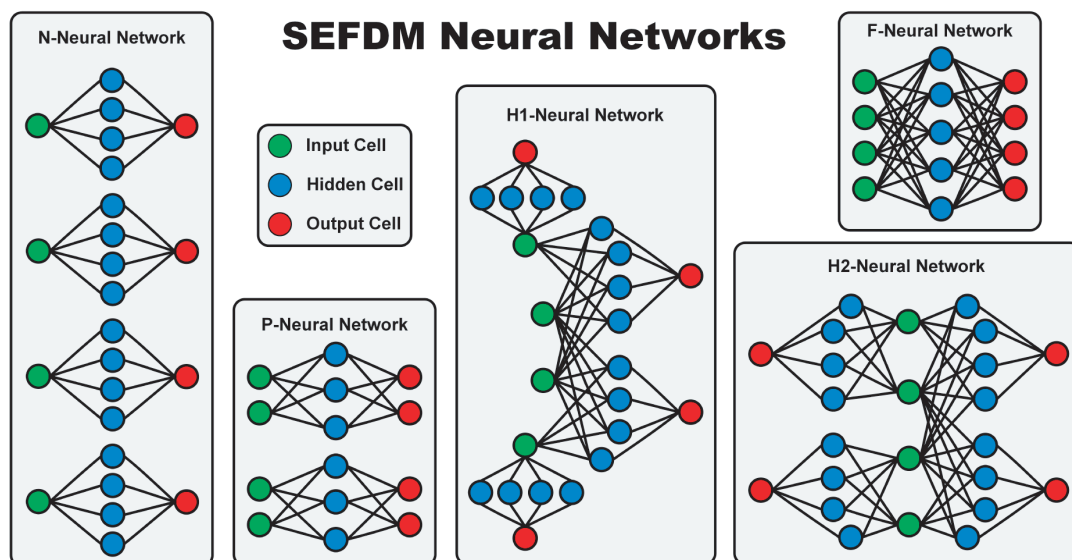 SEFDM Neural Networks
N-Neural Network
Input Cell
Hidden Cell
Output Cell
P-Neural Network
H1-Neural Network
F-Neural Network
H2-Neural Network